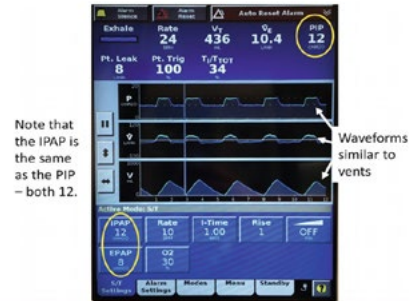 Alarm Silence
Alarm Reset
Auto Reset Alarm
Exhale
Rate
24
VT
436
V̇E
10.4
PIP
12
Pt. Leak
8
Pt. Trig
100
%
TI/TTOT
34
%
Note that
the IPAP is
the same
as the PIP
– both 12.
P
V̇
V
Waveforms
similar to
vents
Active Mode: S/T
IPAP
12
Rate
10
I-Time
1.00
Rise
1
OFF
EPAP
8
O2
30
%
S/T
Settings
Alarm
Settings
Modes
Menu
Standby
?